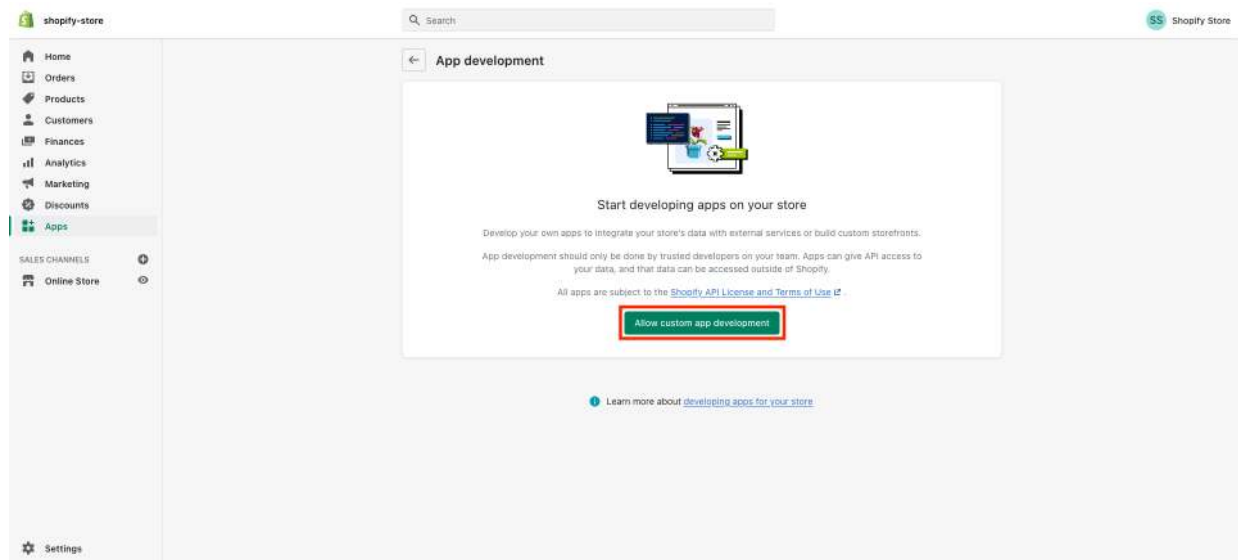 shopify-store
Search
SS Shopify Store
Home
Orders
Products
Customers
Finances
Analytics
Marketing
Discounts
Apps
SALES CHANNELS
Online Store
Settings
App development
Start developing apps on your store
Develop your own apps to integrate your store's data with external services or build custom storefronts.
App development should only be done by trusted developers on your team. Apps can give API access to
your data, and that data can be accessed outside of Shopify.
All apps are subject to the Shopify API License and Terms of Use .
Allow custom app development
Learn more about developing apps for your store